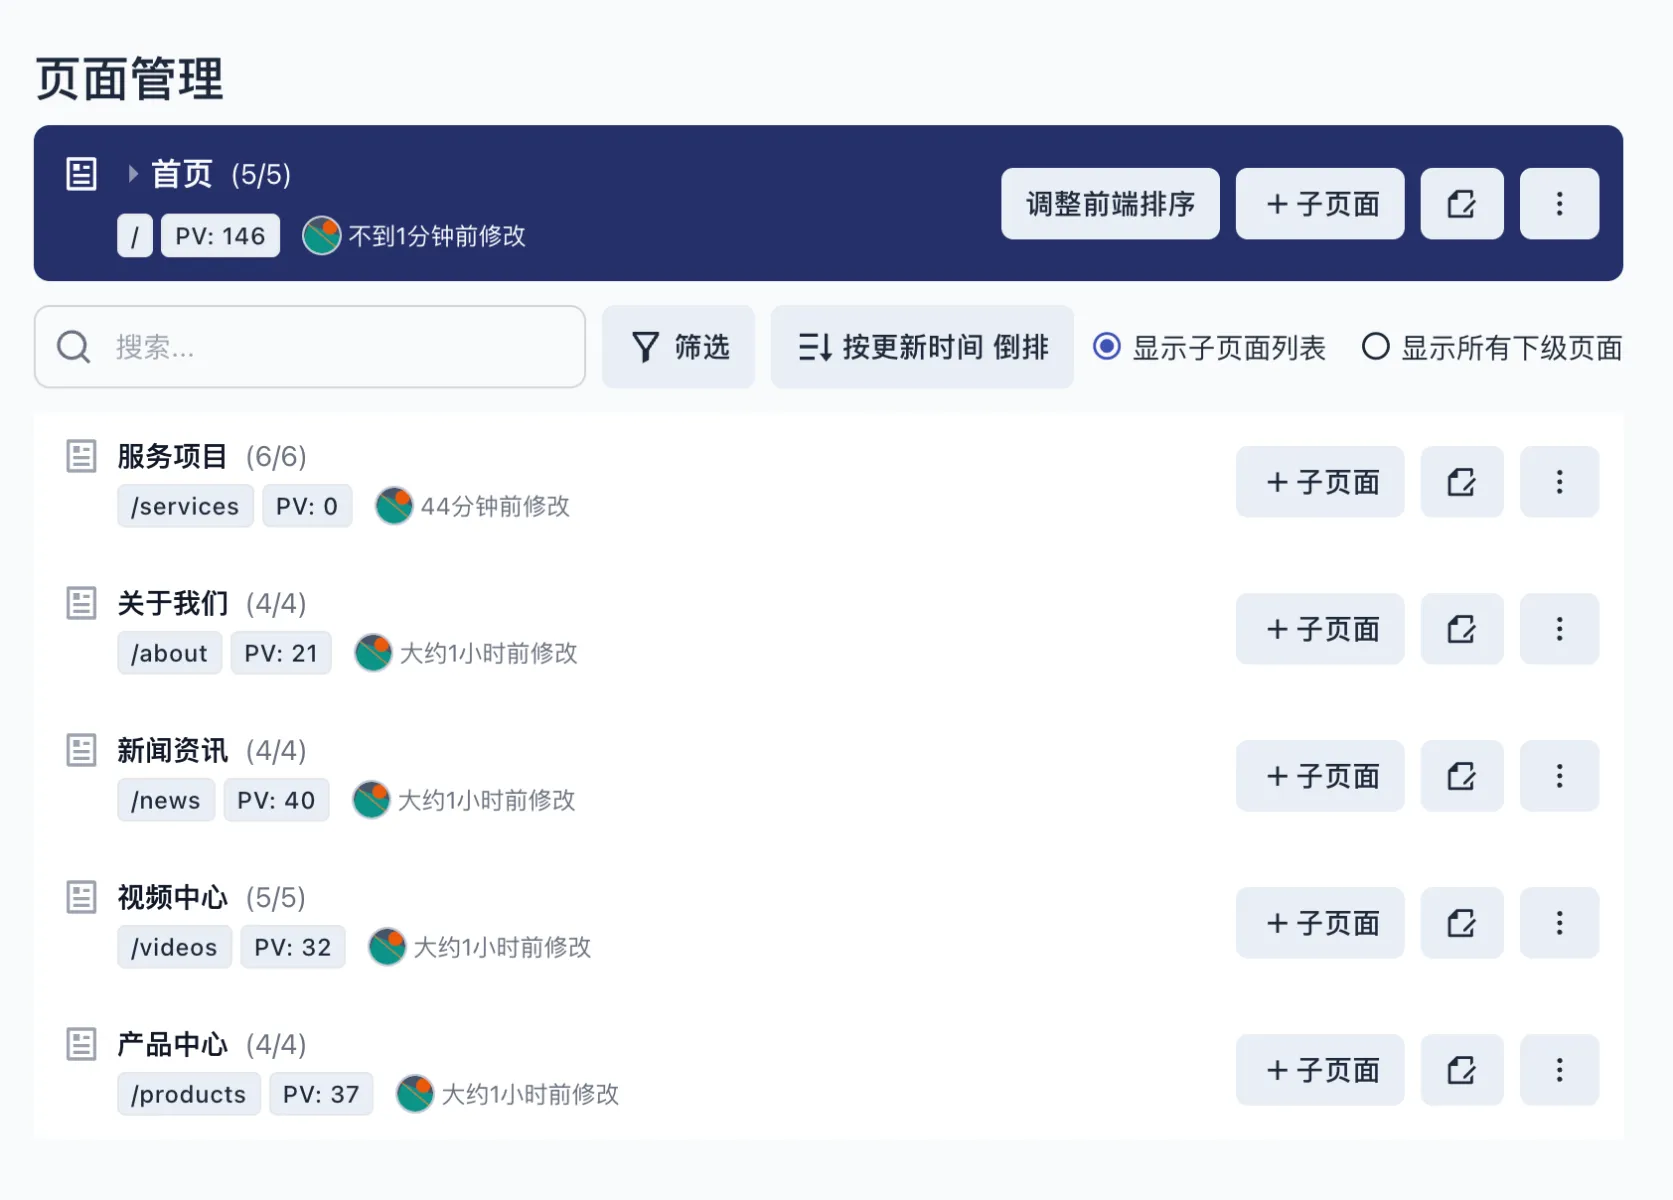 页面管理
首页 (5/5)
/ PV: 146 不到1分钟前修改
调整前端排序 +子页面
搜索... 筛选 按更新时间 倒排 显示子页面列表 显示所有下级页面
服务项目 (6/6)
/services PV: 0 44分钟前修改
+子页面
关于我们 (4/4)
/about PV: 21 大约1小时前修改
+子页面
新闻资讯 (4/4)
/news PV: 40 大约1小时前修改
+子页面
视频中心 (5/5)
/videos PV: 32 大约1小时前修改
+子页面
产品中心 (4/4)
/products PV: 37 大约1小时前修改
+子页面